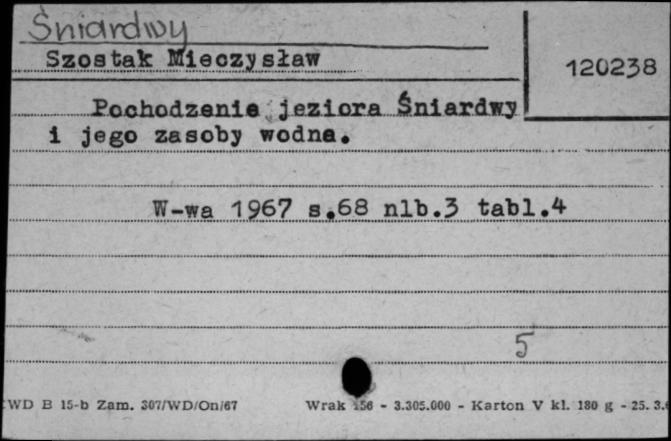 Śniardwy
Szostak Mieczysław
120238
Pochodzenie jeziora Śniardwy
i jego zasoby wodne.
W-wa 1967 s.68 nlb.3 tabl.4
5
WD B 15-b Zam. 307/WD/On/67 Wrak 156 - 3.305.000 - Karton V kl. 180 g - 25. 3.